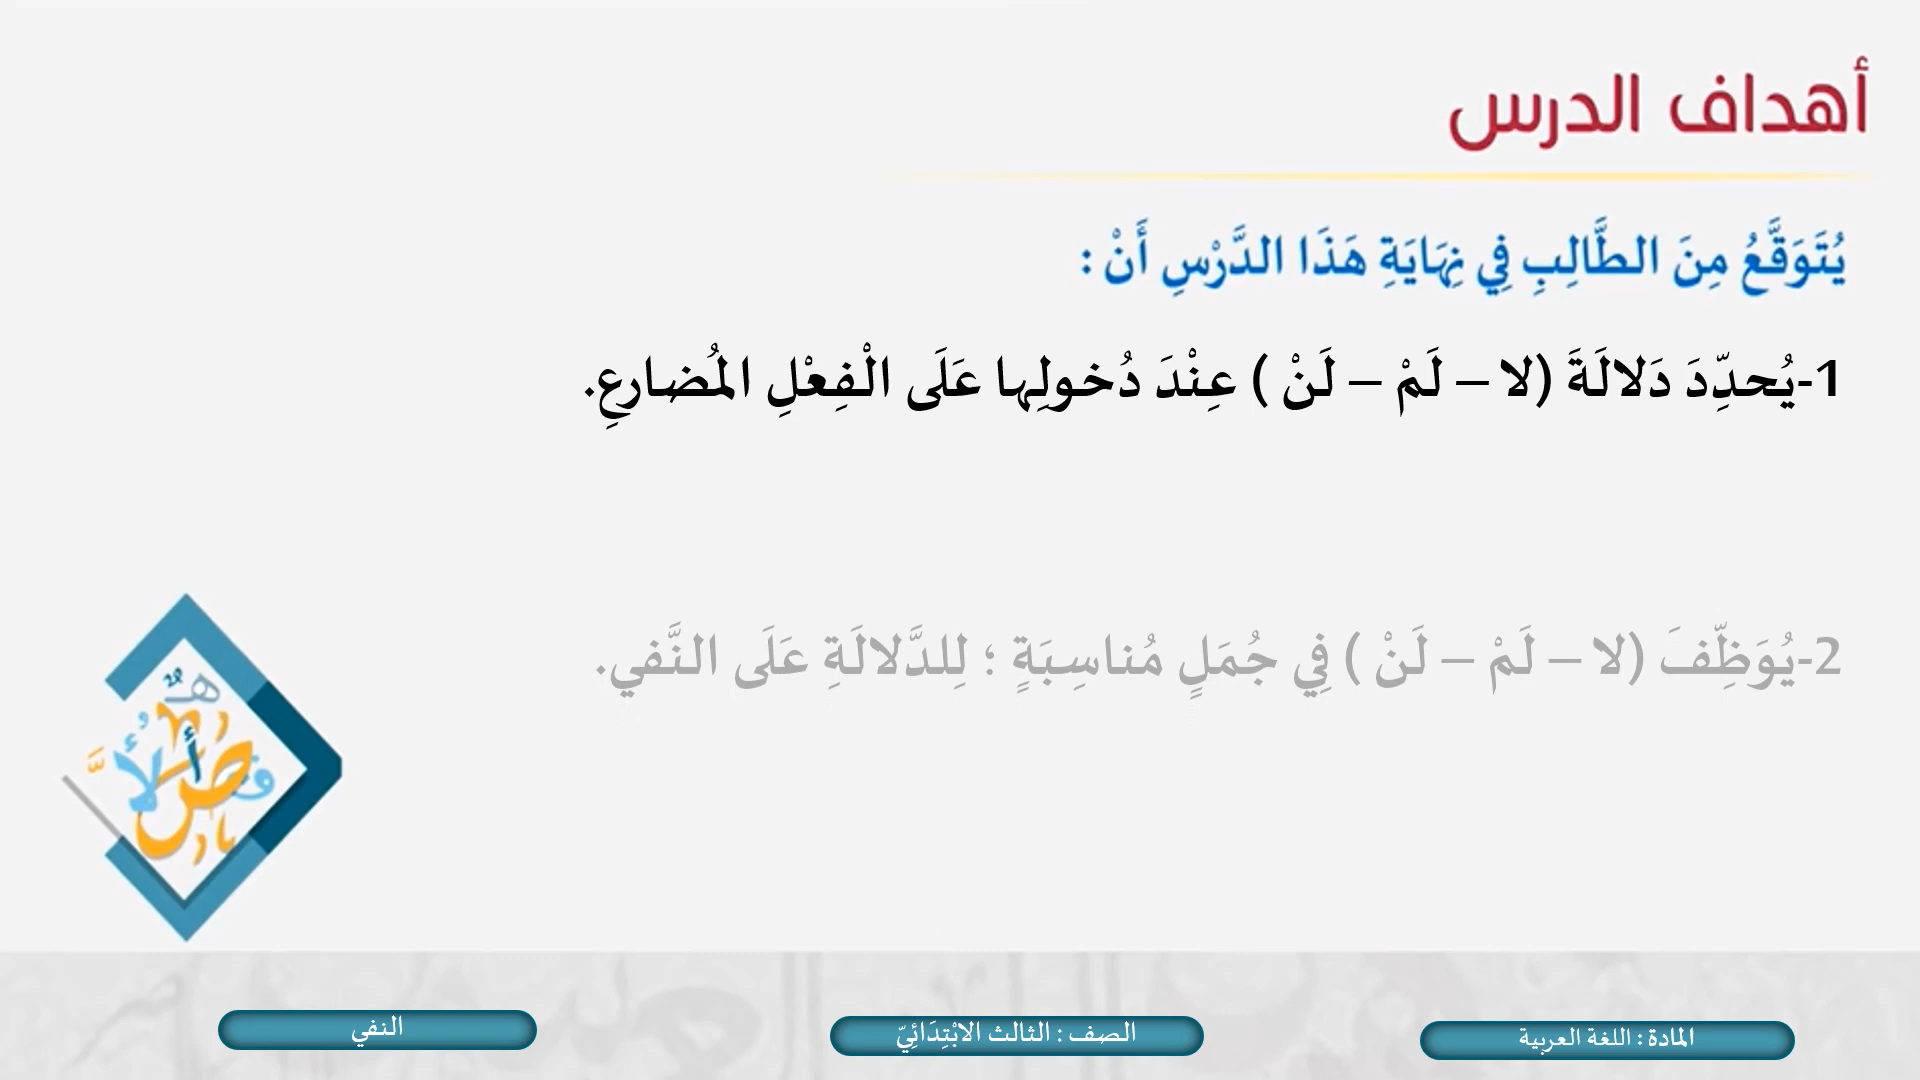 أهداف الدرس
يُتَوَقَّعُ مِنَ الطَّالِبِ فِي نِهَايَةِ هَذَا الدَّرْسِ أَنْ :
1-يُحدِّدَ دَلالَةَ (لا – لَمْ – لَنْ ) عِنْدَ دُخولِها عَلَى الْفِعْلِ المُضارعِ.
2-يُوَظِّفَ (لا – لَمْ – لَنْ ) فِي جُمَلٍ مُناسِبَةٍ ؛ لِلدَّلالَةِ عَلَى النَّفي.
المادة : اللغة العربية
الصف : الثالث الابْتِدَائِيّ
النفي